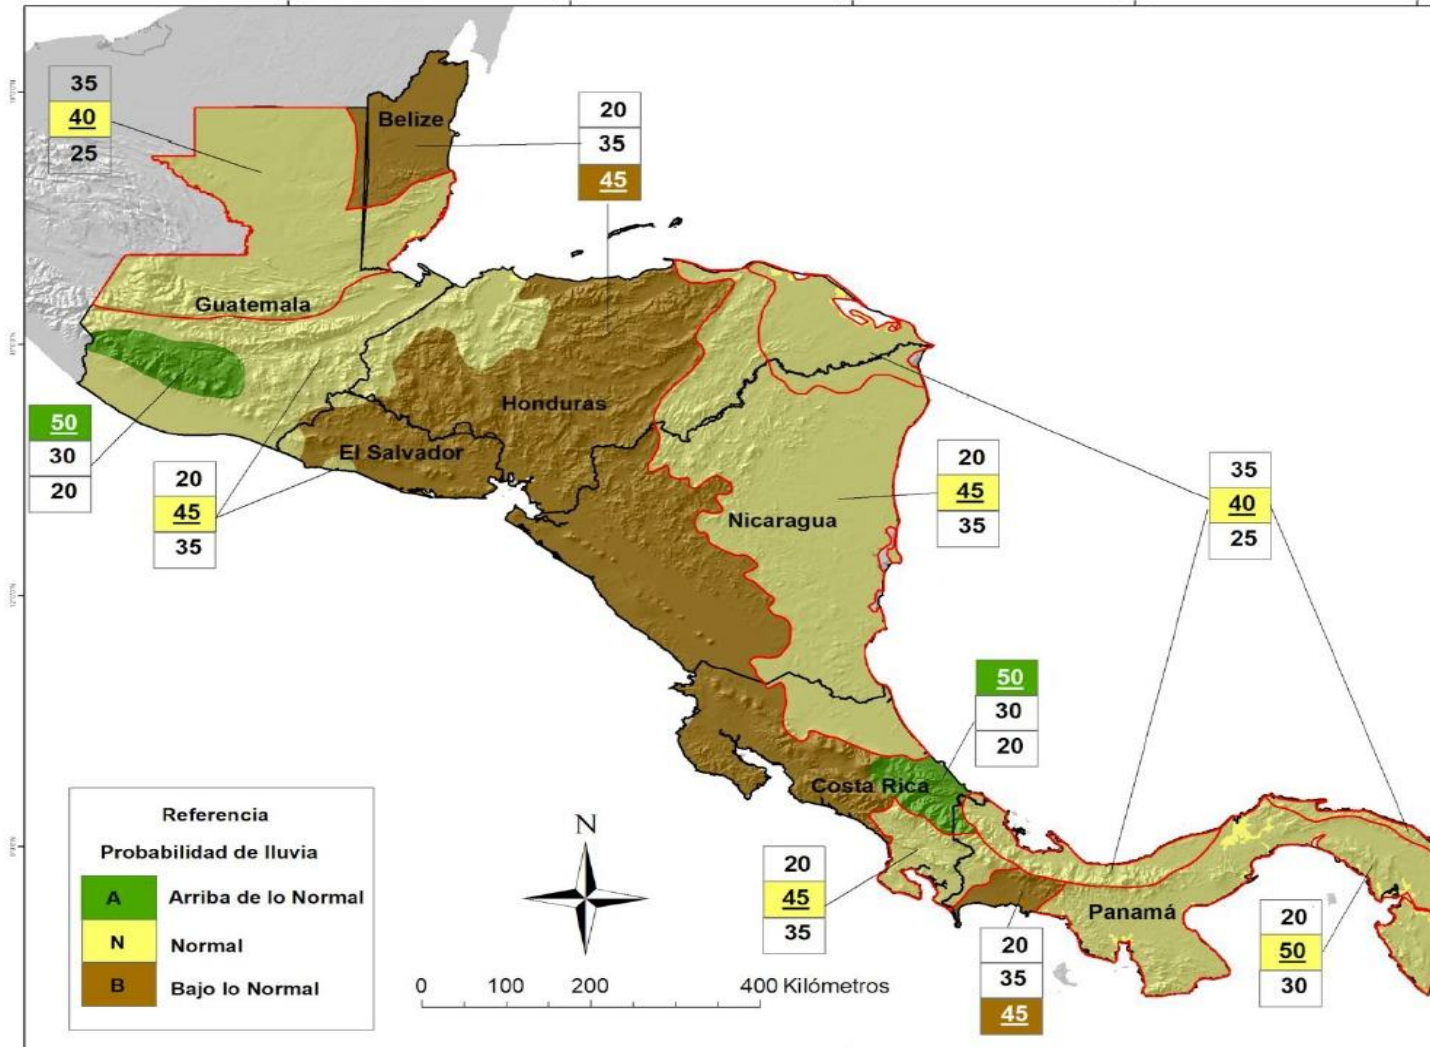 35
40
25
Belize
20
35
45
Guatemala
50
30
20
Honduras
El Salvador
20
45
35
Nicaragua
20
45
35
35
40
25
50
30
20
Costa Rica
20
45
35
Panamá
20
35
45
20
50
30
Referencia
Probabilidad de lluvia
A Arriba de lo Normal
N Normal
B Bajo lo Normal
N
0 100 200 400 Kilómetros